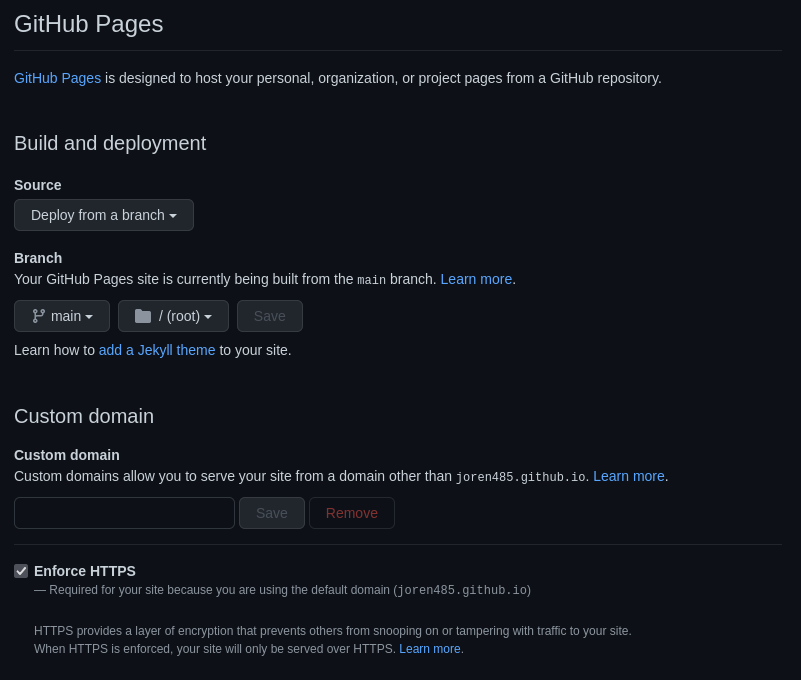 GitHub Pages
GitHub Pages is designed to host your personal, organization, or project pages from a GitHub repository.
Build and deployment
Source
Deploy from a branch
Branch
Your GitHub Pages site is currently being built from the main branch. Learn more.
main / (root) Save
Learn how to add a Jekyll theme to your site.
Custom domain
Custom domain
Custom domains allow you to serve your site from a domain other than joren485.github.io. Learn more.
Save Remove
Enforce HTTPS
— Required for your site because you are using the default domain (joren485.github.io)
HTTPS provides a layer of encryption that prevents others from snooping on or tampering with traffic to your site.
When HTTPS is enforced, your site will only be served over HTTPS. Learn more.